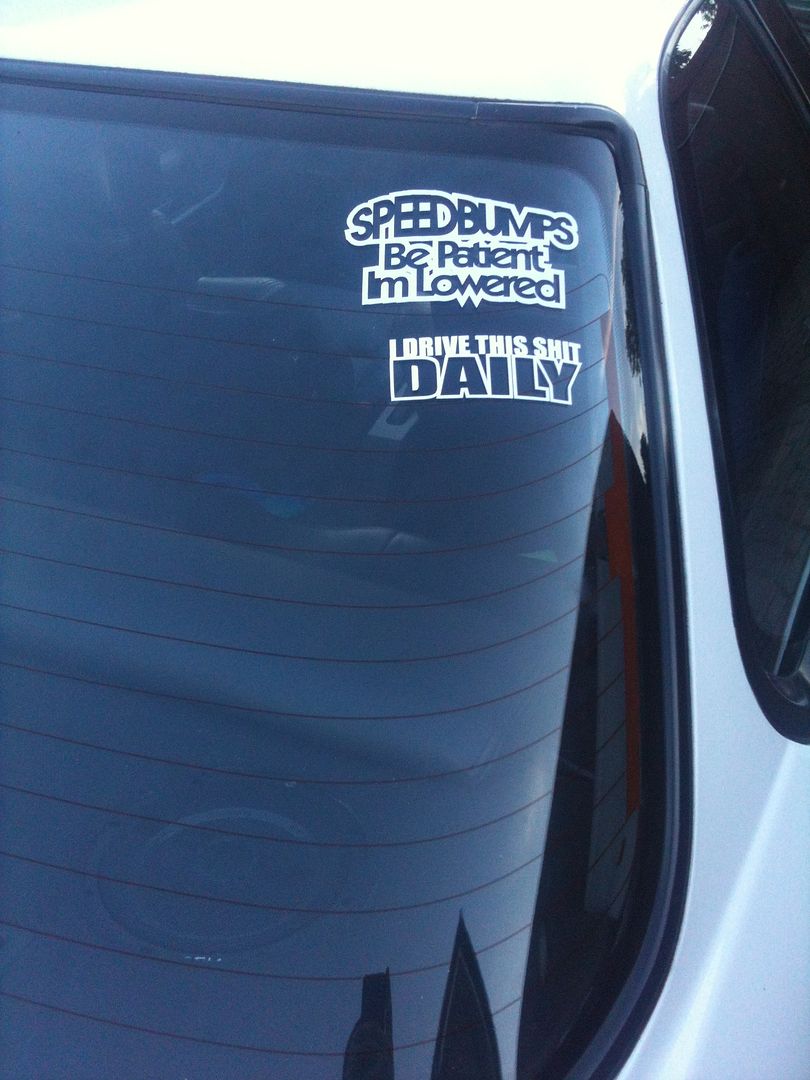 SPEEDBUMPS
Be Patient
Im Lowered
I DRIVE THIS SHIT
DAILY